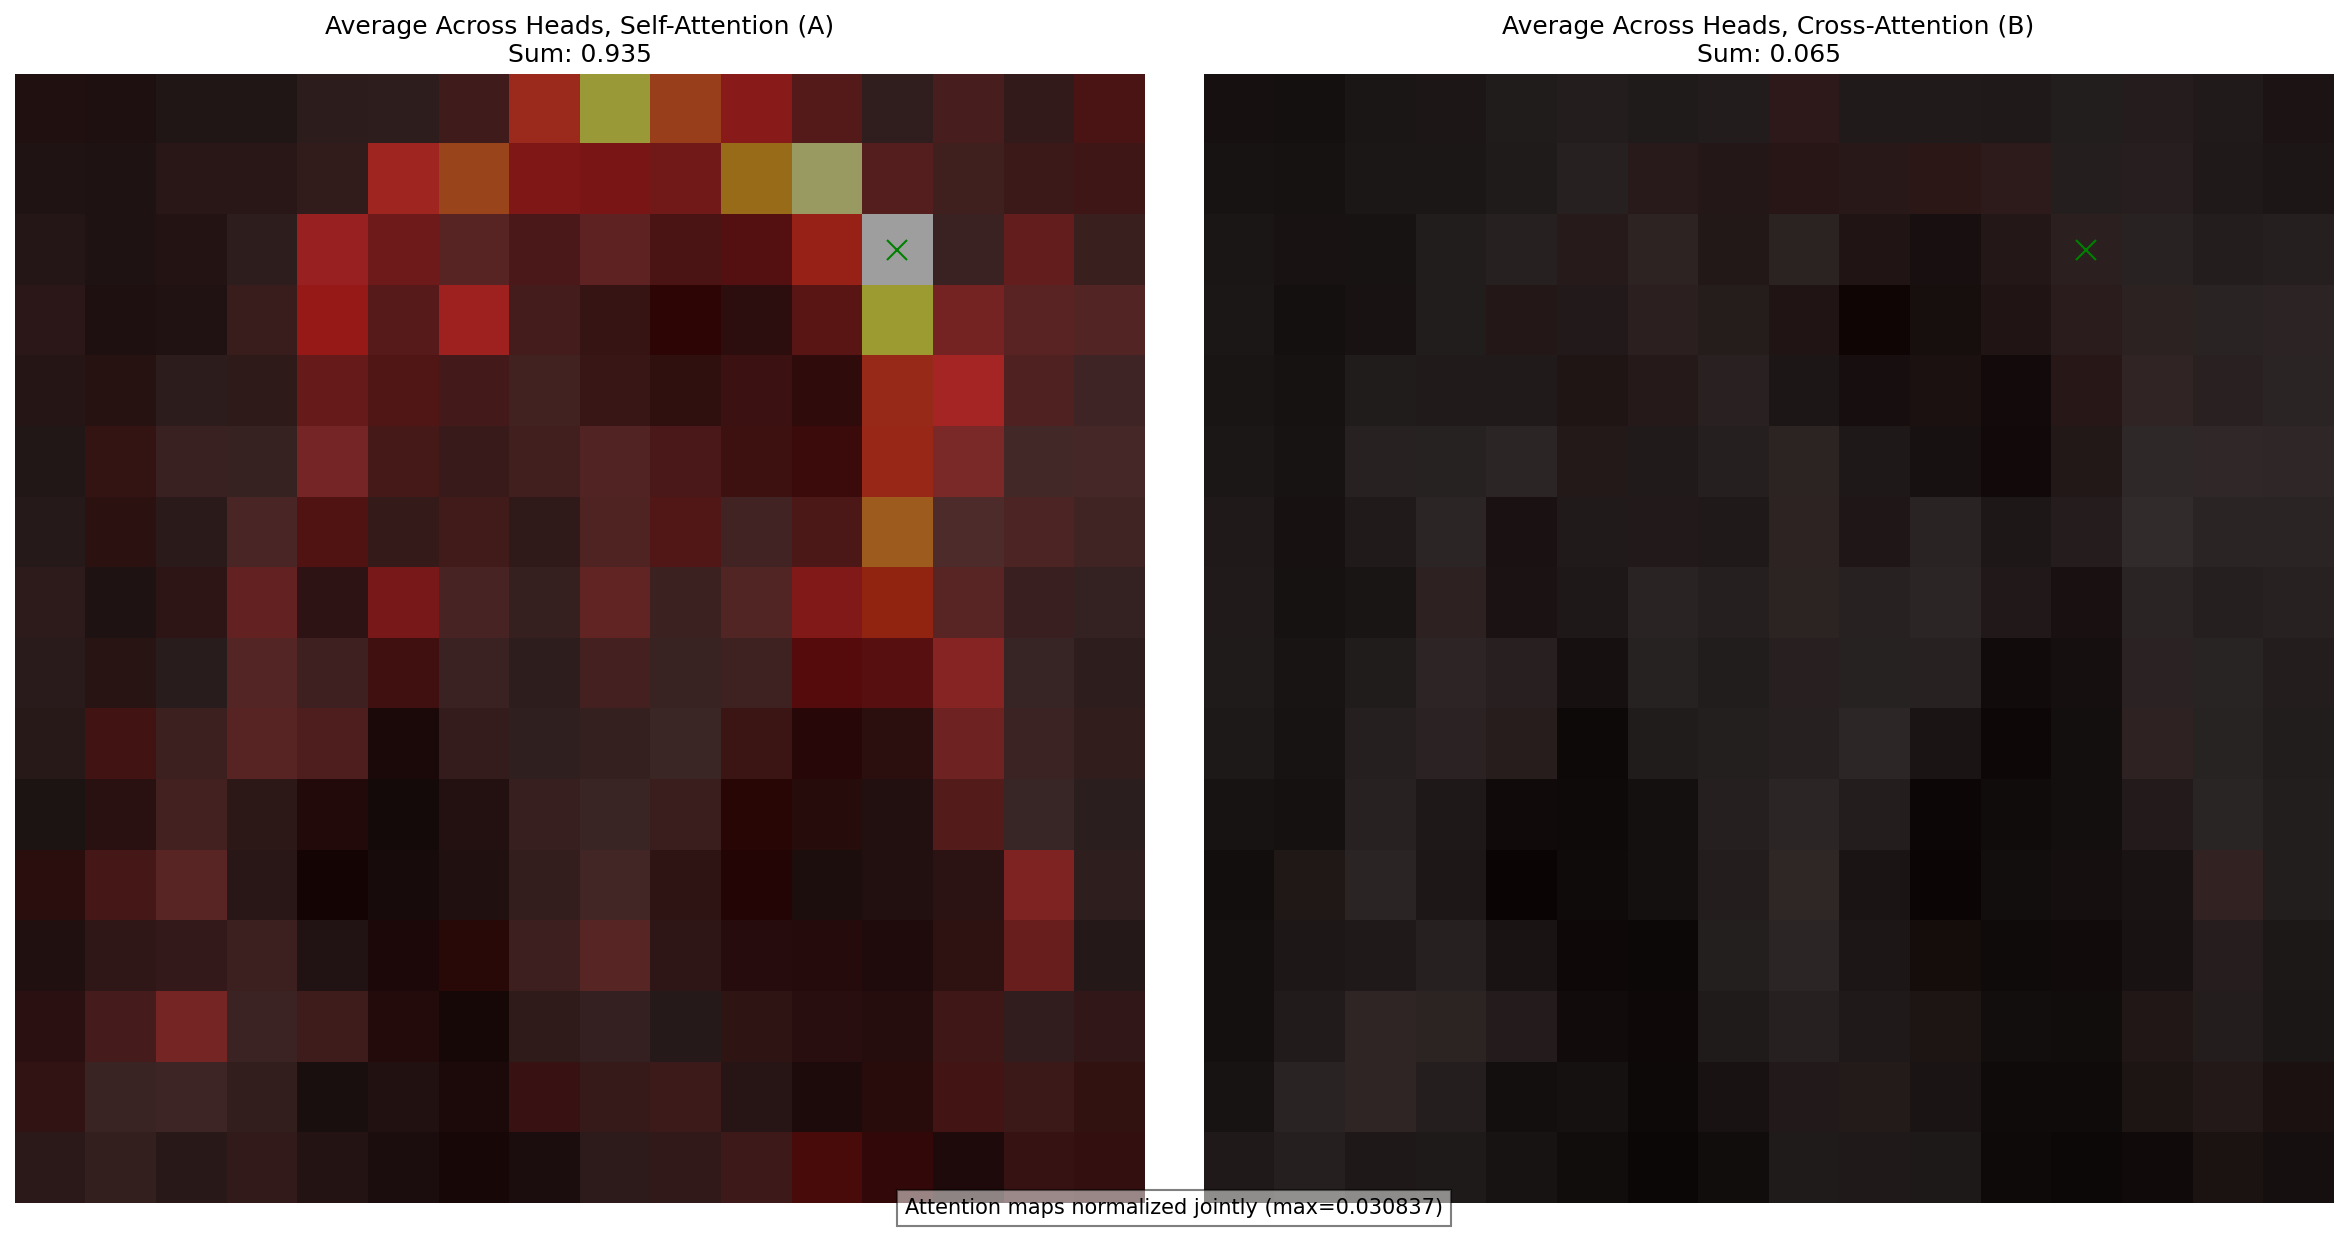 Average Across Heads, Self-Attention (A)
Sum: 0.935
Average Across Heads, Cross-Attention (B)
Sum: 0.065
Attention maps normalized jointly (max=0.030837)